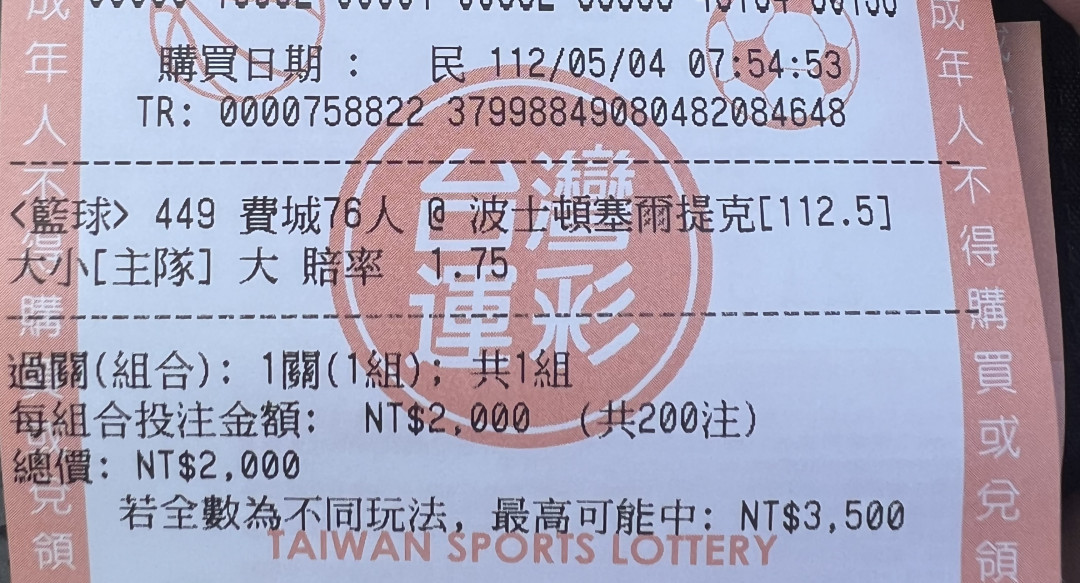 購買日期 : 民 112/05/04 07:54:53
TR: 0000758822 37998849080482084648
<籃球> 449 費城76人 @ 波士頓塞爾提克[112.5]
大小[主隊] 大 賠率 1.75
過關(組合): 1關(1組); 共1組
每組合投注金額: NT$2,000 (共200注)
總價: NT$2,000
若全數為不同玩法, 最高可能中: NT$3,500
台灣
運彩
TAIWAN SPORTS LOTTERY
成年人不得購買或兌領
成年人不得購買或兌領